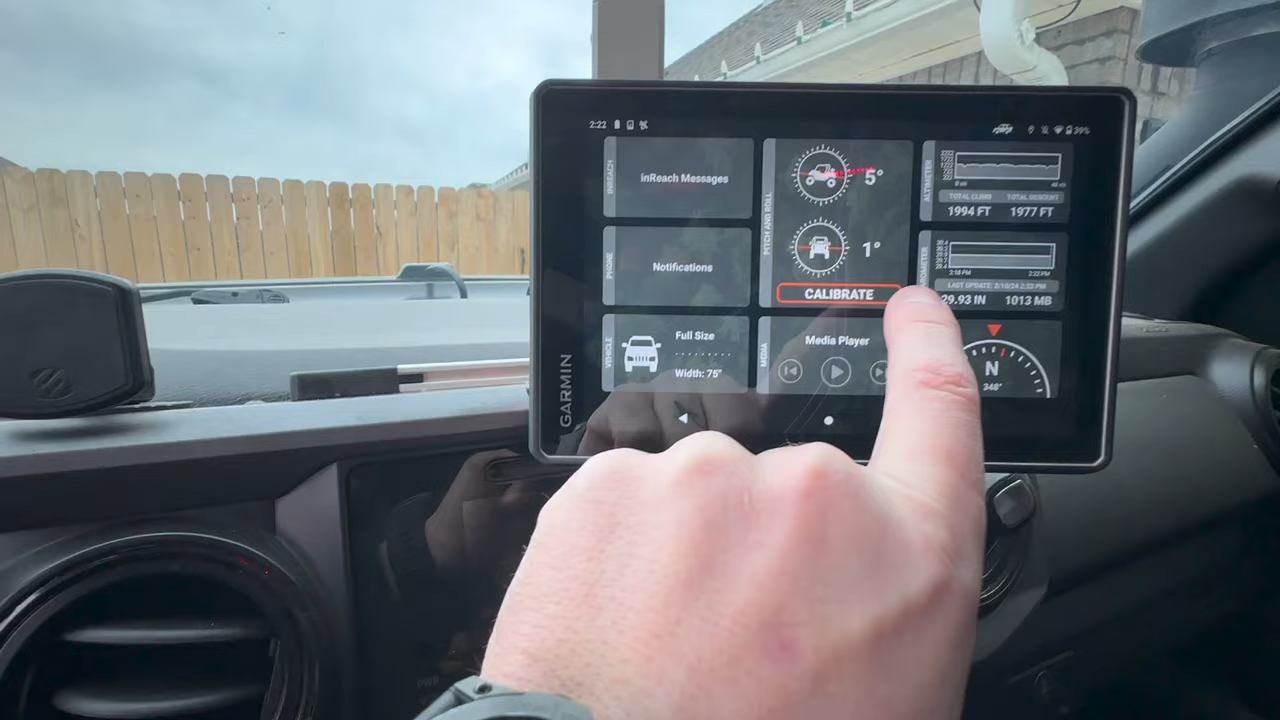 2:22
39%
INREACH
inReach Messages
PHONE
Notifications
VEHICLE
Full Size
Width: 75"
PITCH AND ROLL
5°
1°
CALIBRATE
MEDIA
Media Player
ALTIMETER
TOTAL CLIMB TOTAL DESCENT
1994 FT 1977 FT
2:18 PM 2:22 PM
LAST UPDATE: 2/10/24 2:22 PM
29.93 IN 1013 MB
N
348°
GARMIN